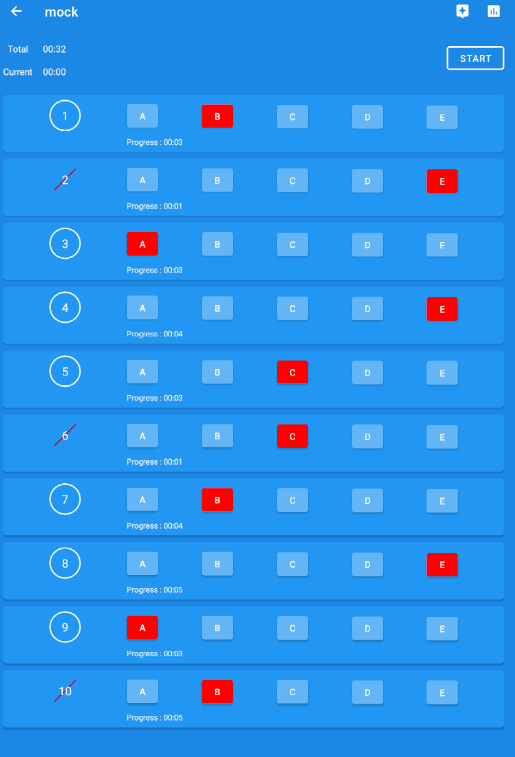 mock
Total 00:32
START
Current 00:00
1 A B C D E
Progress : 00:03
2 A B C D E
Progress : 00:01
3 A B C D E
Progress : 00:03
4 A B C D E
Progress : 00:04
5 A B C D E
Progress : 00:03
6 A B C D E
Progress : 00:01
7 A B C D E
Progress : 00:04
8 A B C D E
Progress : 00:05
9 A B C D E
Progress : 00:03
10 A B C D E
Progress : 00:05